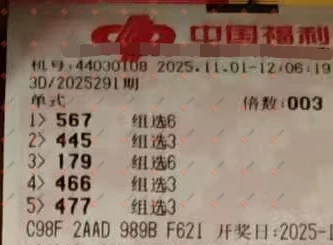 中国福利
机号:44030108 2025.11.01-12:06:19
3D/2025291期
单式 倍数:003
1> 567 组选6
2> 445 组选3
3> 179 组选6
4> 466 组选3
5> 477 组选3
C98F 2AAD 989B F621 开奖日:2025-1